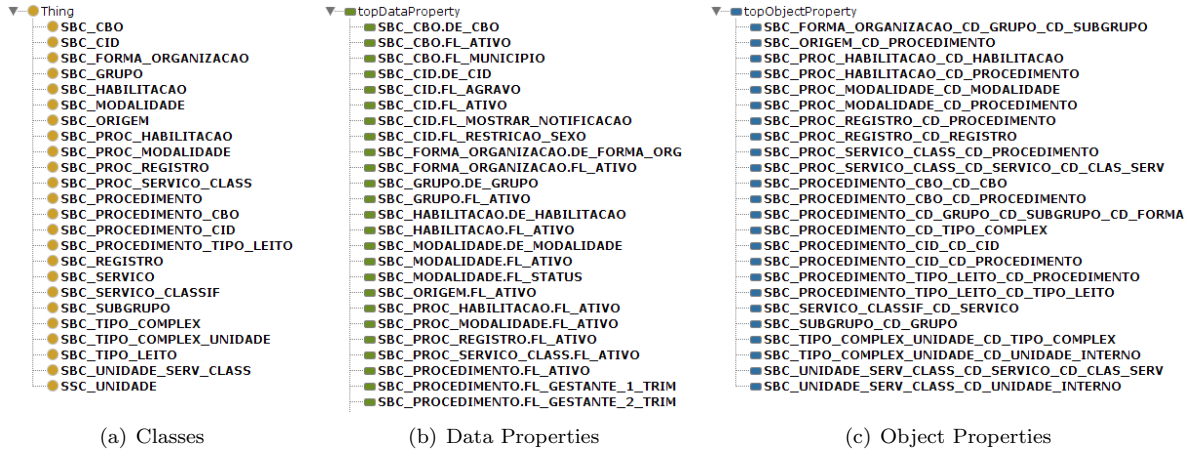 Thing
SBC_CBO
SBC_CID
SBC_FORMA_ORGANIZACAO
SBC_GRUPO
SBC_HABILITACAO
SBC_MODALIDADE
SBC_ORIGEM
SBC_PROC_HABILITACAO
SBC_PROC_MODALIDADE
SBC_PROC_REGISTRO
SBC_PROC_SERVICO_CLASS
SBC_PROCEDIMENTO
SBC_PROCEDIMENTO_CBO
SBC_PROCEDIMENTO_CID
SBC_PROCEDIMENTO_TIPO_LEITO
SBC_REGISTRO
SBC_SERVICO
SBC_SERVICO_CLASSIF
SBC_SUBGRUPO
SBC_TIPO_COMPLEX
SBC_TIPO_COMPLEX_UNIDADE
SBC_TIPO_LEITO
SBC_UNIDADE_SERV_CLASS
SSC_UNIDADE
(a) Classes
topDataProperty
SBC_CBO.DE_CBO
SBC_CBO.FL_ATIVO
SBC_CBO.FL_MUNICIPIO
SBC_CID.DE_CID
SBC_CID.FL_AGRAVO
SBC_CID.FL_ATIVO
SBC_CID.FL_MOSTRAR_NOTIFICACAO
SBC_CID.FL_RESTRICAO_SEXO
SBC_FORMA_ORGANIZACAO.DE_FORMA_ORG
SBC_FORMA_ORGANIZACAO.FL_ATIVO
SBC_GRUPO.DE_GRUPO
SBC_GRUPO.FL_ATIVO
SBC_HABILITACAO.DE_HABILITACAO
SBC_HABILITACAO.FL_ATIVO
SBC_MODALIDADE.DE_MODALIDADE
SBC_MODALIDADE.FL_ATIVO
SBC_MODALIDADE.FL_STATUS
SBC_ORIGEM.FL_ATIVO
SBC_PROC_HABILITACAO.FL_ATIVO
SBC_PROC_MODALIDADE.FL_ATIVO
SBC_PROC_REGISTRO.FL_ATIVO
SBC_PROC_SERVICO_CLASS.FL_ATIVO
SBC_PROCEDIMENTO.FL_ATIVO
SBC_PROCEDIMENTO.FL_GESTANTE_1_TRIM
SBC_PROCEDIMENTO.FL_GESTANTE_2_TRIM
(b) Data Properties
topObjectProperty
SBC_FORMA_ORGANIZACAO_CD_GRUPO_CD_SUBGRUPO
SBC_ORIGEM_CD_PROCEDIMENTO
SBC_PROC_HABILITACAO_CD_HABILITACAO
SBC_PROC_HABILITACAO_CD_PROCEDIMENTO
SBC_PROC_MODALIDADE_CD_MODALIDADE
SBC_PROC_MODALIDADE_CD_PROCEDIMENTO
SBC_PROC_REGISTRO_CD_PROCEDIMENTO
SBC_PROC_REGISTRO_CD_REGISTRO
SBC_PROC_SERVICO_CLASS_CD_PROCEDIMENTO
SBC_PROC_SERVICO_CLASS_CD_SERVICO_CD_CLAS_SERV
SBC_PROCEDIMENTO_CBO_CD_CBO
SBC_PROCEDIMENTO_CBO_CD_PROCEDIMENTO
SBC_PROCEDIMENTO_CD_GRUPO_CD_SUBGRUPO_CD_FORMA
SBC_PROCEDIMENTO_CD_TIPO_COMPLEX
SBC_PROCEDIMENTO_CID_CD_CID
SBC_PROCEDIMENTO_CID_CD_PROCEDIMENTO
SBC_PROCEDIMENTO_TIPO_LEITO_CD_PROCEDIMENTO
SBC_PROCEDIMENTO_TIPO_LEITO_CD_TIPO_LEITO
SBC_SERVICO_CLASSIF_CD_SERVICO
SBC_SUBGRUPO_CD_GRUPO
SBC_TIPO_COMPLEX_UNIDADE_CD_TIPO_COMPLEX
SBC_TIPO_COMPLEX_UNIDADE_CD_UNIDADE_INTERNO
SBC_UNIDADE_SERV_CLASS_CD_SERVICO_CD_CLAS_SERV
SBC_UNIDADE_SERV_CLASS_CD_UNIDADE_INTERNO
(c) Object Properties